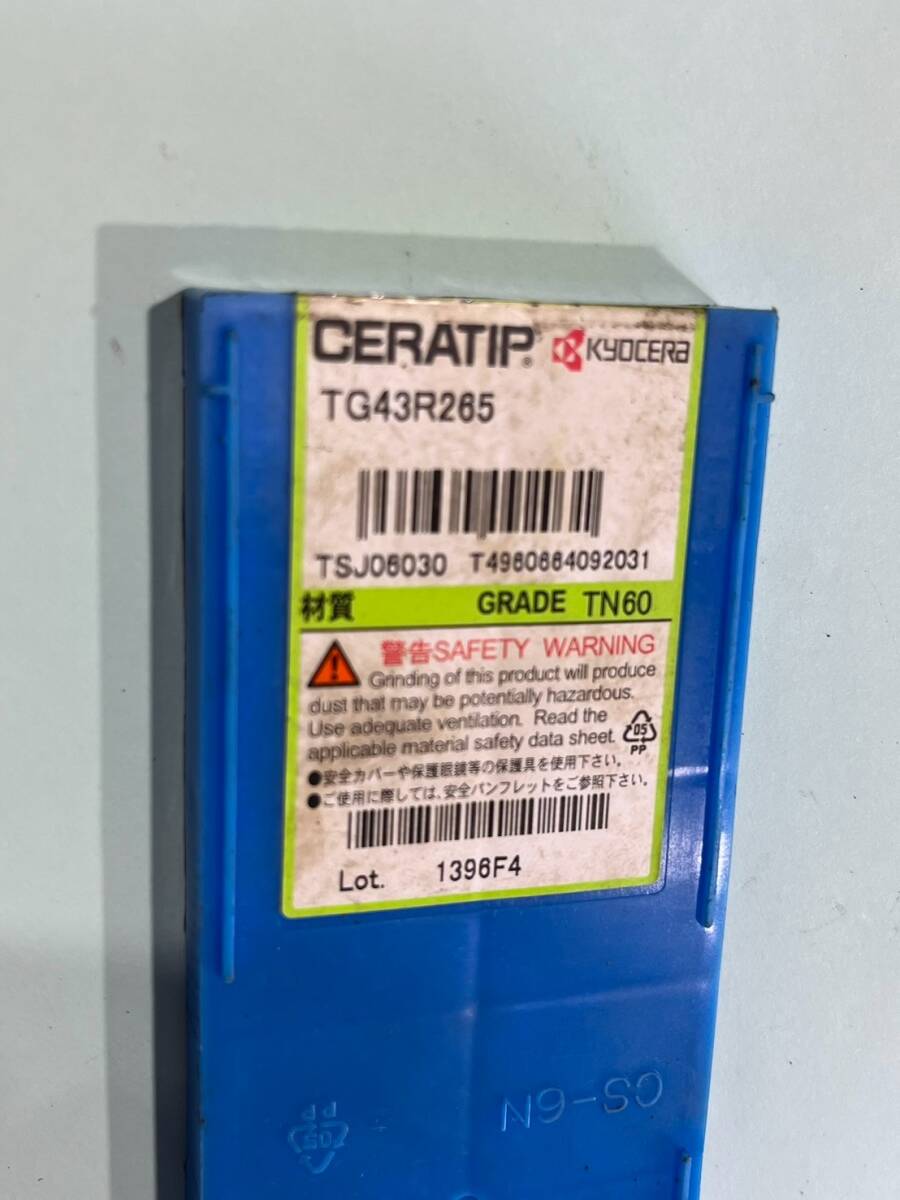 CERATIP® KYOCERA
TG43R265
TSJ06030 T4960664092031
材質 GRADE TN60
警告SAFETY WARNING
Grinding of this product will produce
dust that may be potentially hazardous.
Use adequate ventilation. Read the
applicable material safety data sheet.
05
PP
●安全カバーや保護眼鏡等の保護具を使用下さい。
●ご使用に際しては、安全パンフレットをご参照下さい。
Lot. 1396F4
CS-6N
PP
05